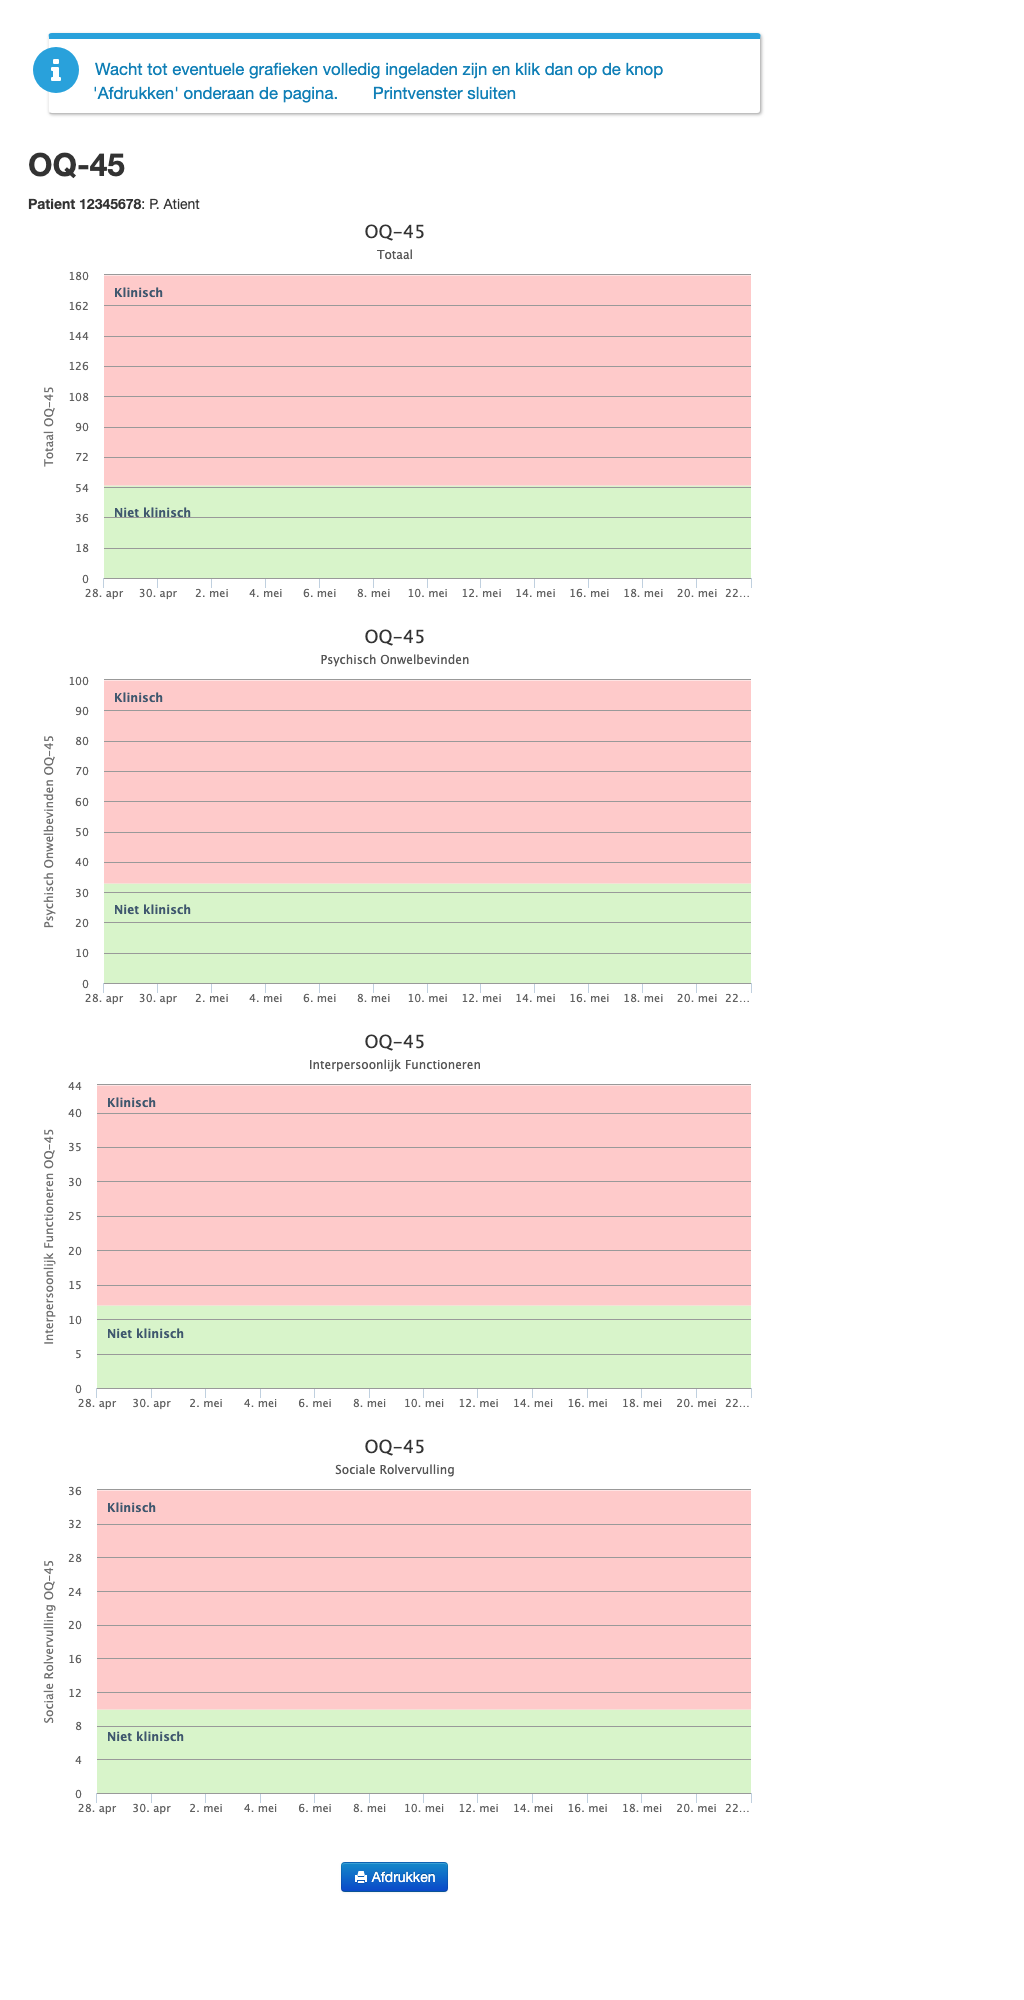 Wacht tot eventuele grafieken volledig ingeladen zijn en klik dan op de knop
'Afdrukken' onderaan de pagina. Printvenster sluiten
OQ-45
Patient 12345678: P. Atient
OQ-45
Totaal
Totaal OQ-45
180
Klinisch
162
144
126
108
90
72
54
Niet klinisch
36
18
0
28. apr 30. apr 2. mei 4. mei 6. mei 8. mei 10. mei 12. mei 14. mei 16. mei 18. mei 20. mei 22...
OQ-45
Psychisch Onwelbevinden
Psychisch Onwelbevinden OQ-45
100
Klinisch
90
80
70
60
50
40
30
Niet klinisch
20
10
0
28. apr 30. apr 2. mei 4. mei 6. mei 8. mei 10. mei 12. mei 14. mei 16. mei 18. mei 20. mei 22...
OQ-45
Interpersoonlijk Functioneren
Interpersoonlijk Functioneren OQ-45
44
Klinisch
40
35
30
25
20
15
10
Niet klinisch
5
0
28. apr 30. apr 2. mei 4. mei 6. mei 8. mei 10. mei 12. mei 14. mei 16. mei 18. mei 20. mei 22...
OQ-45
Sociale Rolvervulling
Sociale Rolvervulling OQ-45
36
Klinisch
32
28
24
20
16
12
8
Niet klinisch
4
0
28. apr 30. apr 2. mei 4. mei 6. mei 8. mei 10. mei 12. mei 14. mei 16. mei 18. mei 20. mei 22...
Afdrukken